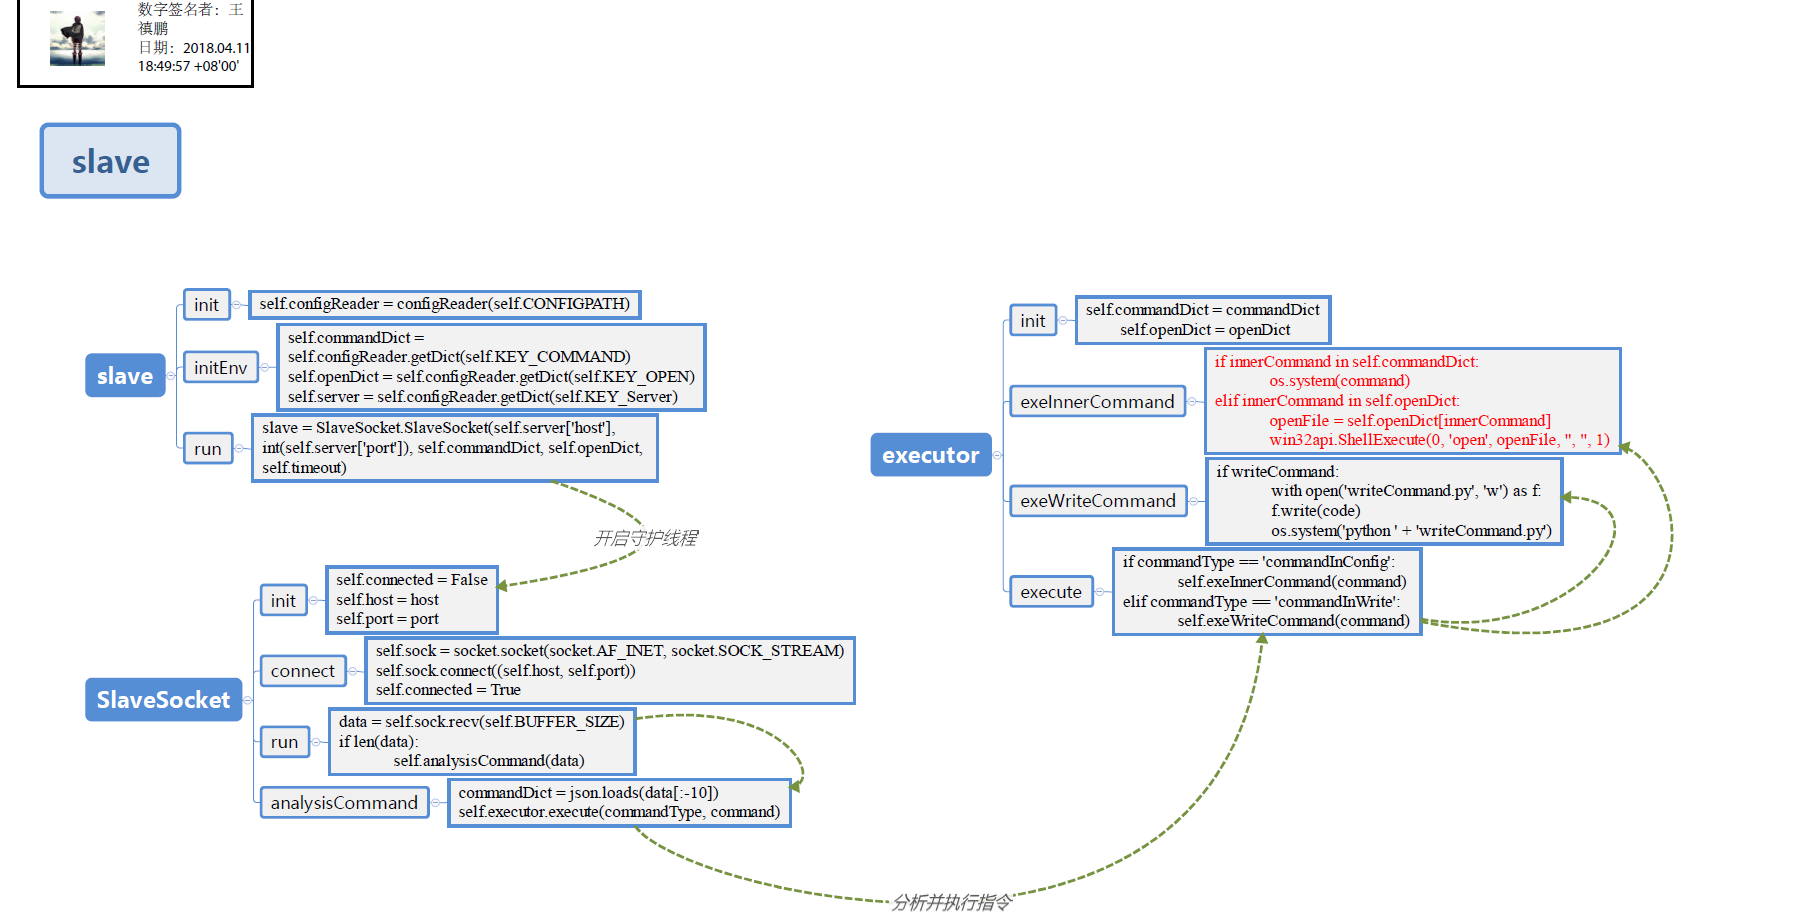 数字签名者：王
禛鹏
日期：2018.04.11
18:49:57 +08'00'
slave
slave
init
self.configReader = configReader(self.CONFIGPATH)
initEnv
self.commandDict =
self.configReader.getDict(self.KEY_COMMAND)
self.openDict = self.configReader.getDict(self.KEY_OPEN)
self.server = self.configReader.getDict(self.KEY_Server)
run
slave = SlaveSocket.SlaveSocket(self.server['host'],
int(self.server['port']), self.commandDict, self.openDict,
self.timeout)
开启守护线程
SlaveSocket
init
self.connected = False
self.host = host
self.port = port
connect
self.sock = socket.socket(socket.AF_INET, socket.SOCK_STREAM)
self.sock.connect((self.host, self.port))
self.connected = True
run
data = self.sock.recv(self.BUFFER_SIZE)
if len(data):
self.analysisCommand(data)
analysisCommand
commandDict = json.loads(data[:-10])
self.executor.execute(commandType, command)
分析并执行指令
executor
init
self.commandDict = commandDict
self.openDict = openDict
exeInnerCommand
if innerCommand in self.commandDict:
os.system(command)
elif innerCommand in self.openDict:
openFile = self.openDict[innerCommand]
win32api.ShellExecute(0, 'open', openFile, '', '', 1)
exeWriteCommand
if writeCommand:
with open('writeCommand.py', 'w') as f:
f.write(code)
os.system('python ' + 'writeCommand.py')
execute
if commandType == 'commandInConfig':
self.exeInnerCommand(command)
elif commandType == 'commandInWrite':
self.exeWriteCommand(command)